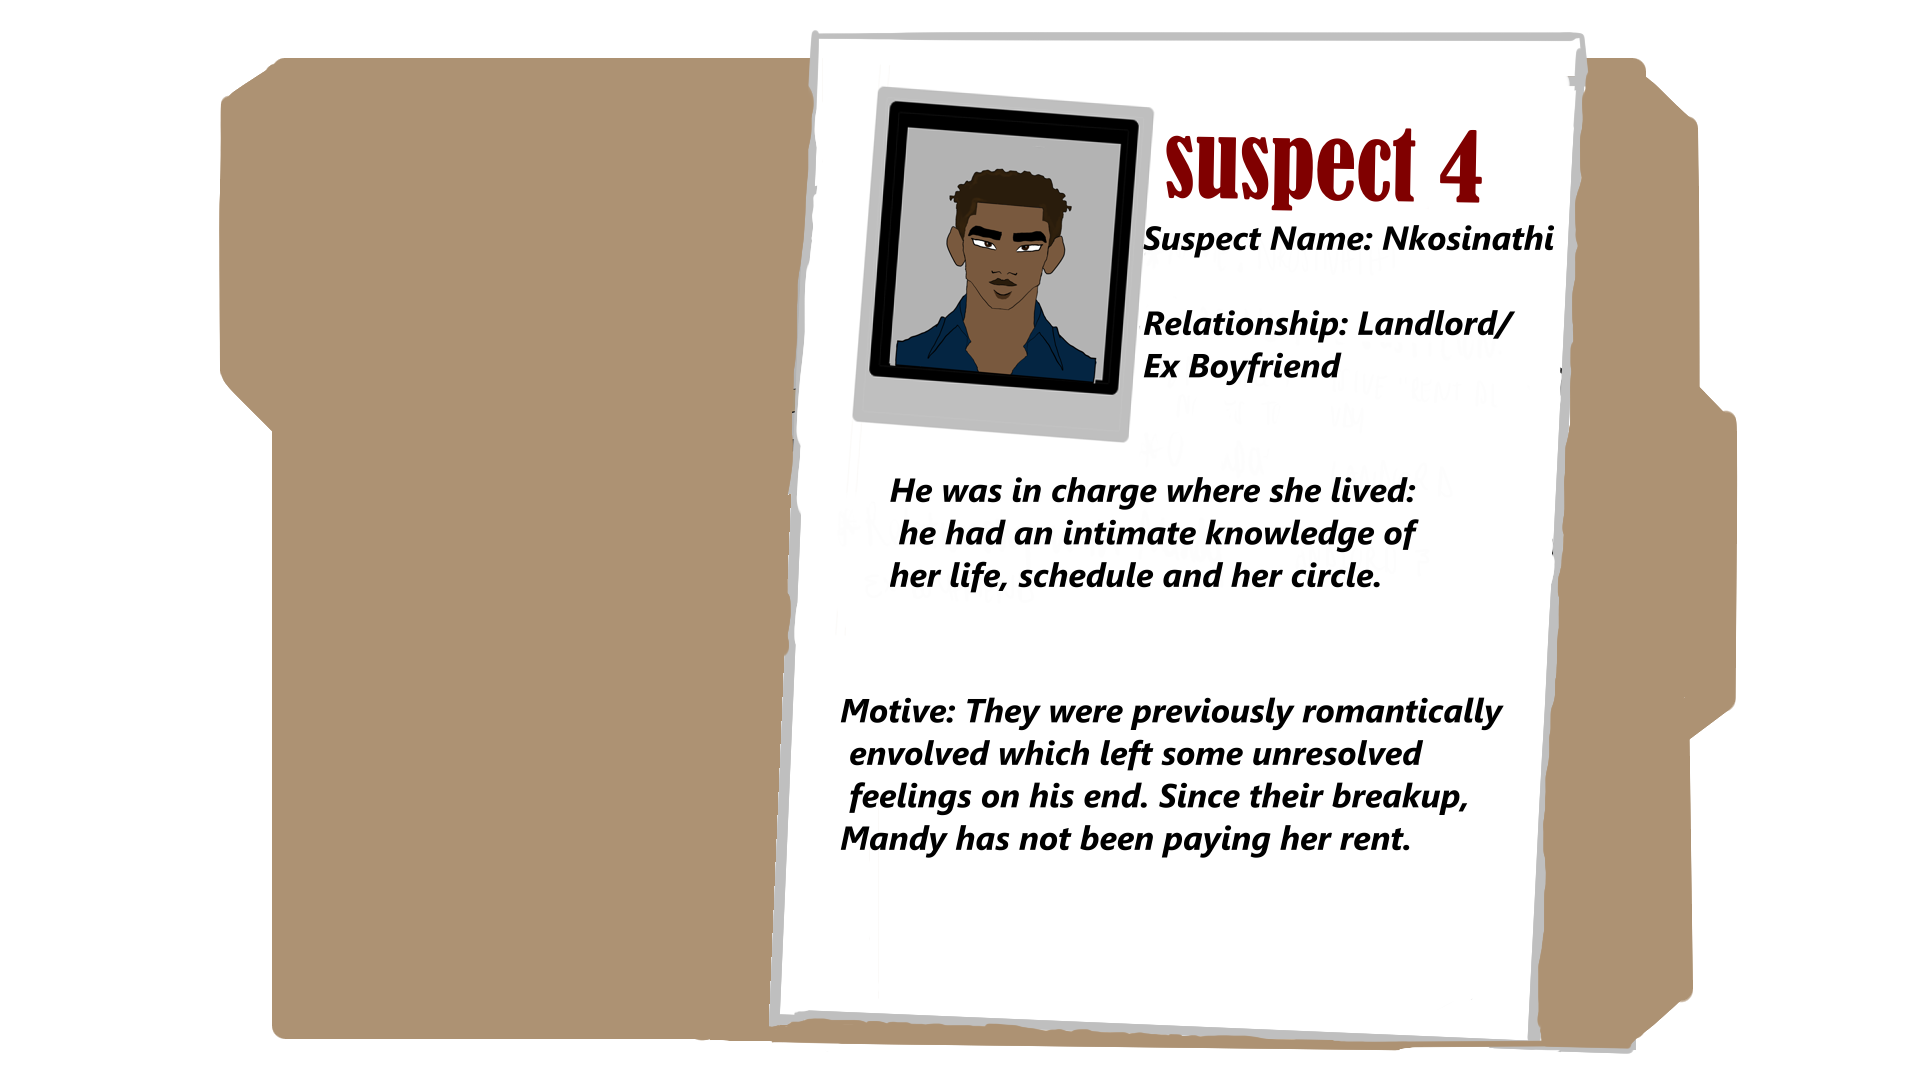 suspect 4
Suspect Name: Nkosinathi
Relationship: Landlord/
Ex Boyfriend
He was in charge where she lived:
he had an intimate knowledge of
her life, schedule and her circle.
Motive: They were previously romantically
envolved which left some unresolved
feelings on his end. Since their breakup,
Mandy has not been paying her rent.